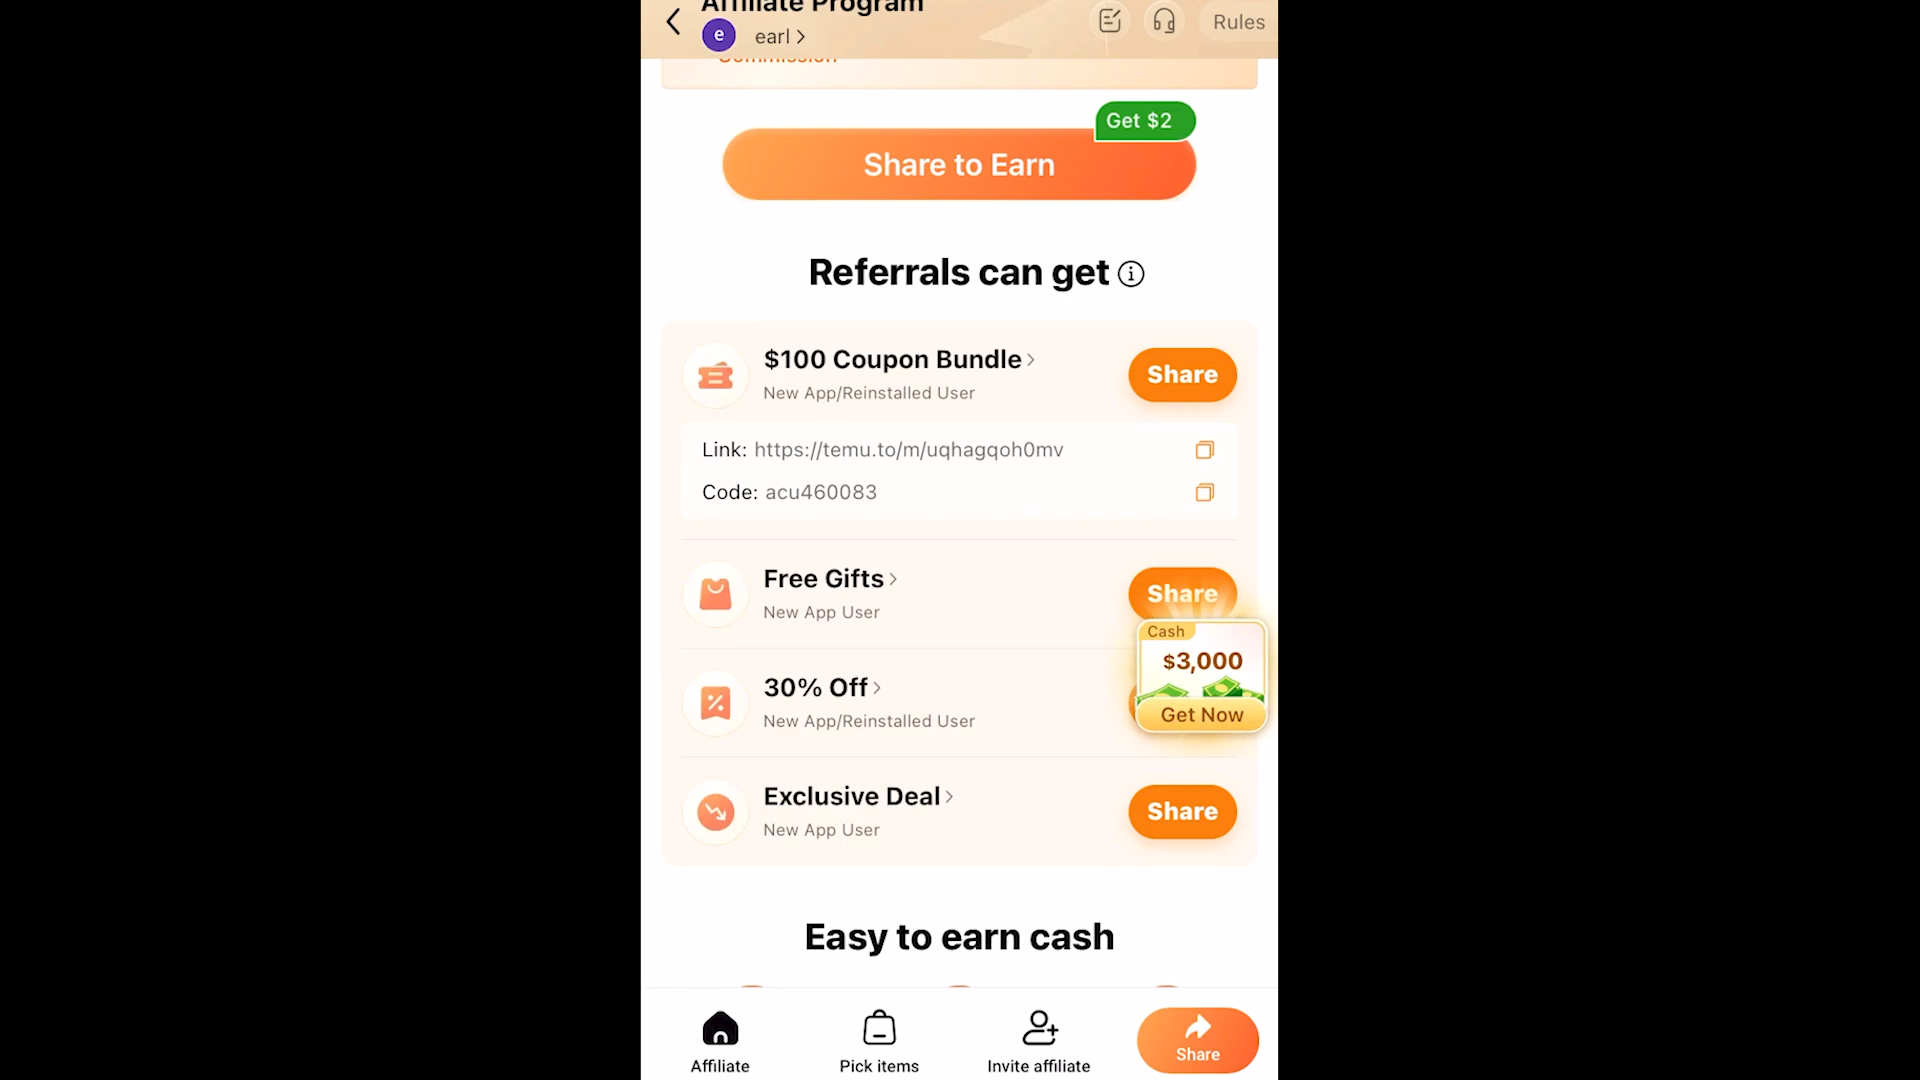 Affiliate Program
e
earl >
Rules
Commission
Get $2
Share to Earn
Referrals can get
$100 Coupon Bundle >
New App/Reinstalled User
Share
Link: https://temu.to/m/uqhagqoh0mv
Code: acu460083
Free Gifts >
New App User
Share
Cash
$3,000
Get Now
30% Off >
New App/Reinstalled User
Exclusive Deal >
New App User
Share
Easy to earn cash
Affiliate
Pick items
Invite affiliate
Share